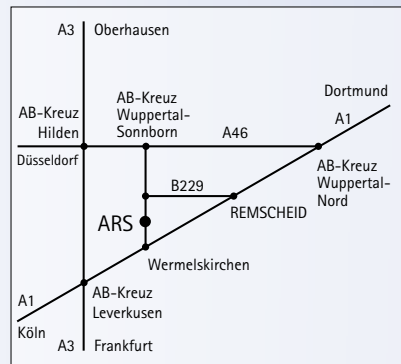 A3 Oberhausen
Dortmund
AB-Kreuz
Hilden
AB-Kreuz
Wuppertal-
Sonnborn
A46
A1
Düsseldorf
AB-Kreuz
Wuppertal-
Nord
B229
REMSCHEID
ARS
Wermelskirchen
A1
Köln
AB-Kreuz
Leverkusen
A3 Frankfurt